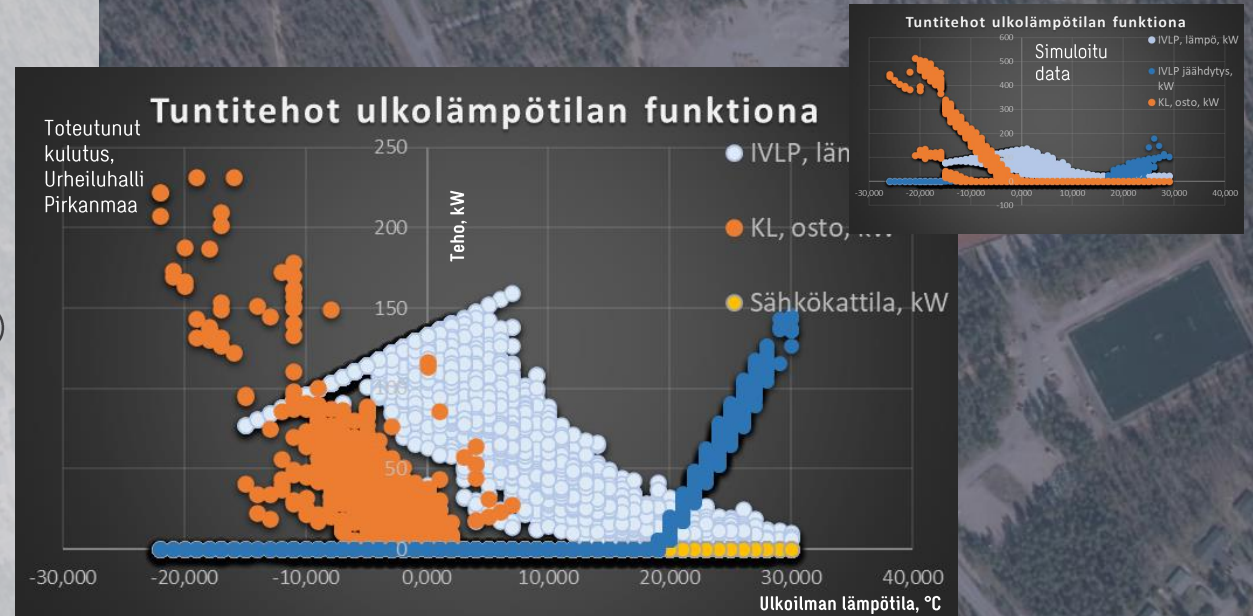 Tuntitehot ulkolämpötilan funktiona
Toteutunut
kulutus,
Urheiluhalli
Pirkanmaa
Teho, kW
250
200
150
100
50
0
-30,000
-20,000
-10,000
0,000
10,000
20,000
30,000
40,000
Ulkoilman lämpötila, °C
IVLP,
KL, osto,
Sähkökattila, kW
Tuntitehot ulkolämpötilan funktiona
Simuloitu
data
600
500
400
300
200
100
0
-100
-30,000
-20,000
-10,000
0,000
10,000
20,000
30,000
40,000
IVLP, lämpö, kW
IVLP jäähdytys,
kW
KL, osto, kW